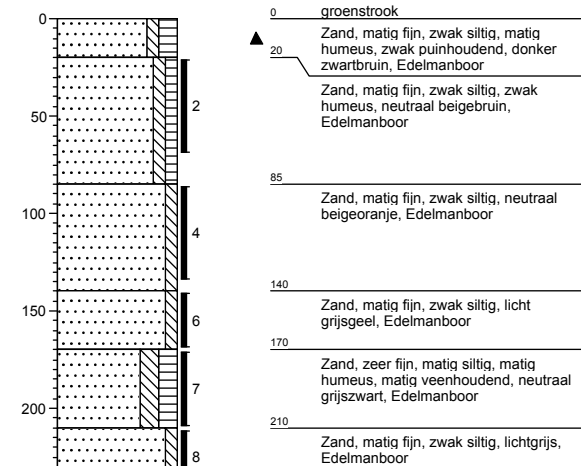 0
50
100
150
200
2
4
6
7
8
0 groenstrook
Zand, matig fijn, zwak siltig, matig
humeus, zwak puinhoudend, donker
zwartbruin, Edelmanboor
20
Zand, matig fijn, zwak siltig, zwak
humeus, neutraal beigebruin,
Edelmanboor
85
Zand, matig fijn, zwak siltig, neutraal
beigeoranje, Edelmanboor
140
Zand, matig fijn, zwak siltig, licht
grijsgeel, Edelmanboor
170
Zand, zeer fijn, matig siltig, matig
humeus, matig veenhoudend, neutraal
grijszwart, Edelmanboor
210
Zand, matig fijn, zwak siltig, lichtgrijs,
Edelmanboor